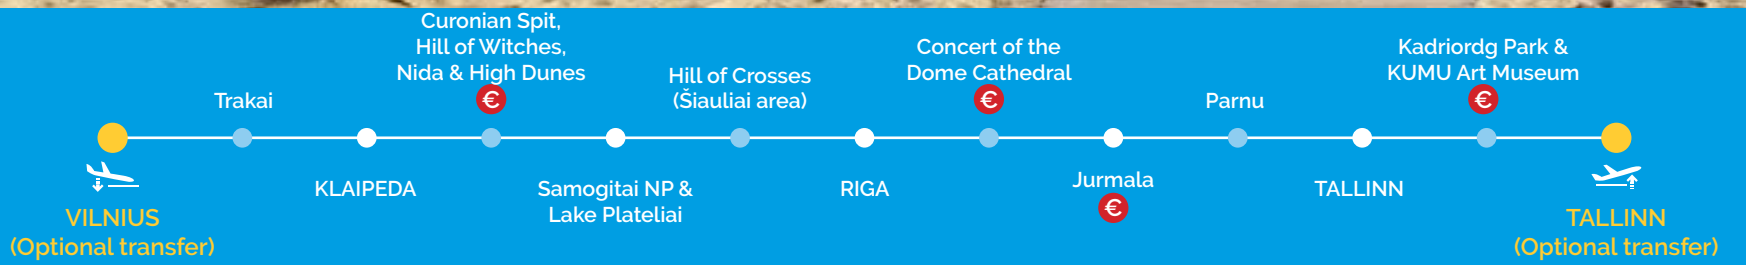 Curonian Spit,
Hill of Witches,
Nida & High Dunes
€
Hill of Crosses
(Šiauliai area)
Concert of the
Dome Cathedral
€
Kadriordg Park &
KUMU Art Museum
€
Trakai
Parnu
KLAIPEDA
Samogitai NP &
Lake Plateliai
RIGA
Jurmala
€
TALLINN
VILNIUS
(Optional transfer)
TALLINN
(Optional transfer)